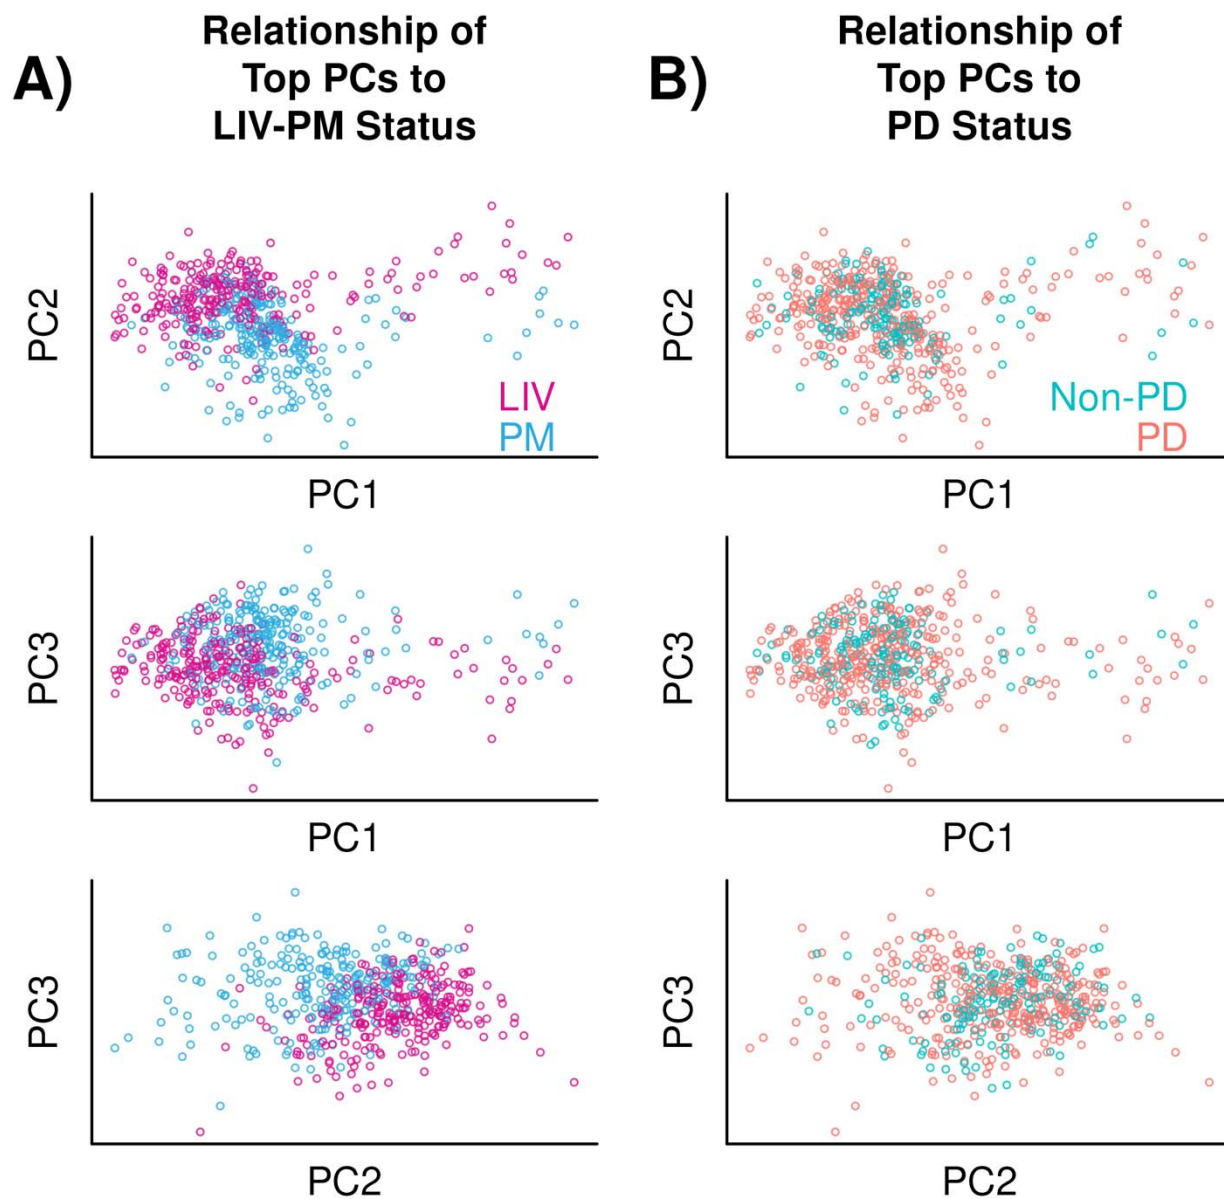 A)
Relationship of
Top PCs to
LIV-PM Status
PC2
LIV
PM
PC1
PC3
PC1
PC3
PC2
B)
Relationship of
Top PCs to
PD Status
PC2
Non-PD
PD
PC1
PC3
PC1
PC3
PC2